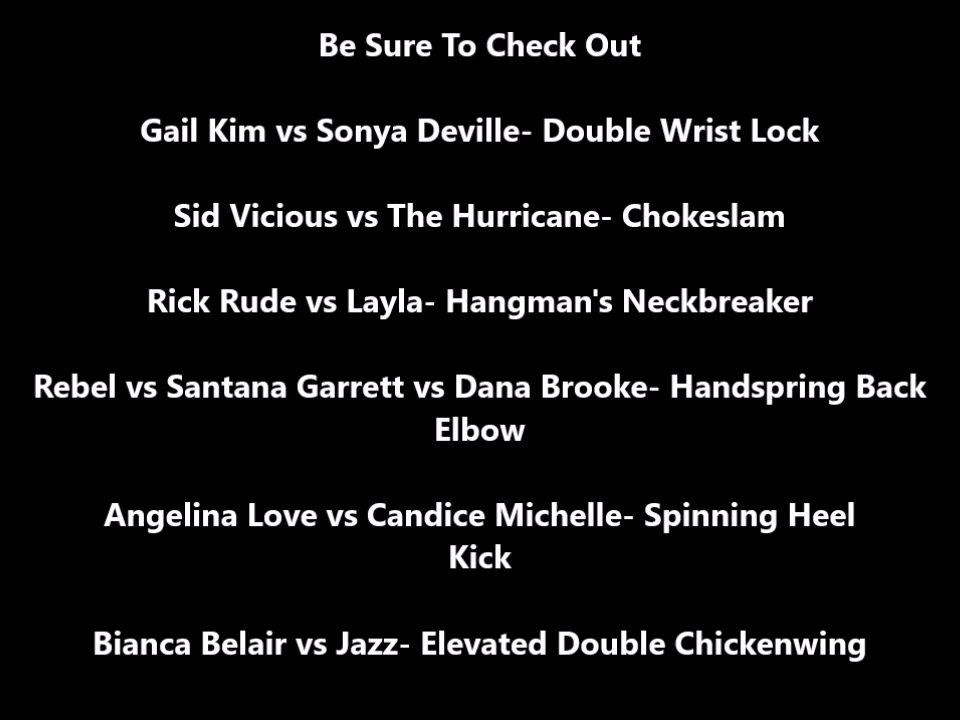 Be Sure To Check Out
Gail Kim vs Sonya Deville- Double Wrist Lock
Sid Vicious vs The Hurricane- Chokeslam
Rick Rude vs Layla- Hangman's Neckbreaker
Rebel vs Santana Garrett vs Dana Brooke- Handspring Back
Elbow
Angelina Love vs Candice Michelle- Spinning Heel
Kick
Bianca Belair vs Jazz- Elevated Double Chickenwing